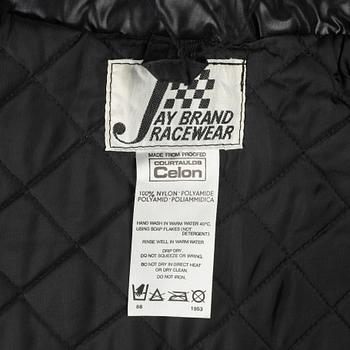 JAY BRAND
RACEWEAR
MADE FROM PROOFED
COURTAULDS
Celon
100% NYLON · POLYAMIDE
POLYAMID · POLIAMMIDICA
HAND WASH IN WARM WATER 40°C.
USING SOAP FLAKES (NOT
DETERGENT)
RINSE WELL IN WARM WATER
DRIP DRY
DO NOT SQUEEZE OR WRING.
DO NOT DRY IN DIRECT HEAT
OR DRY CLEAN.
DO NOT IRON.
88 1953